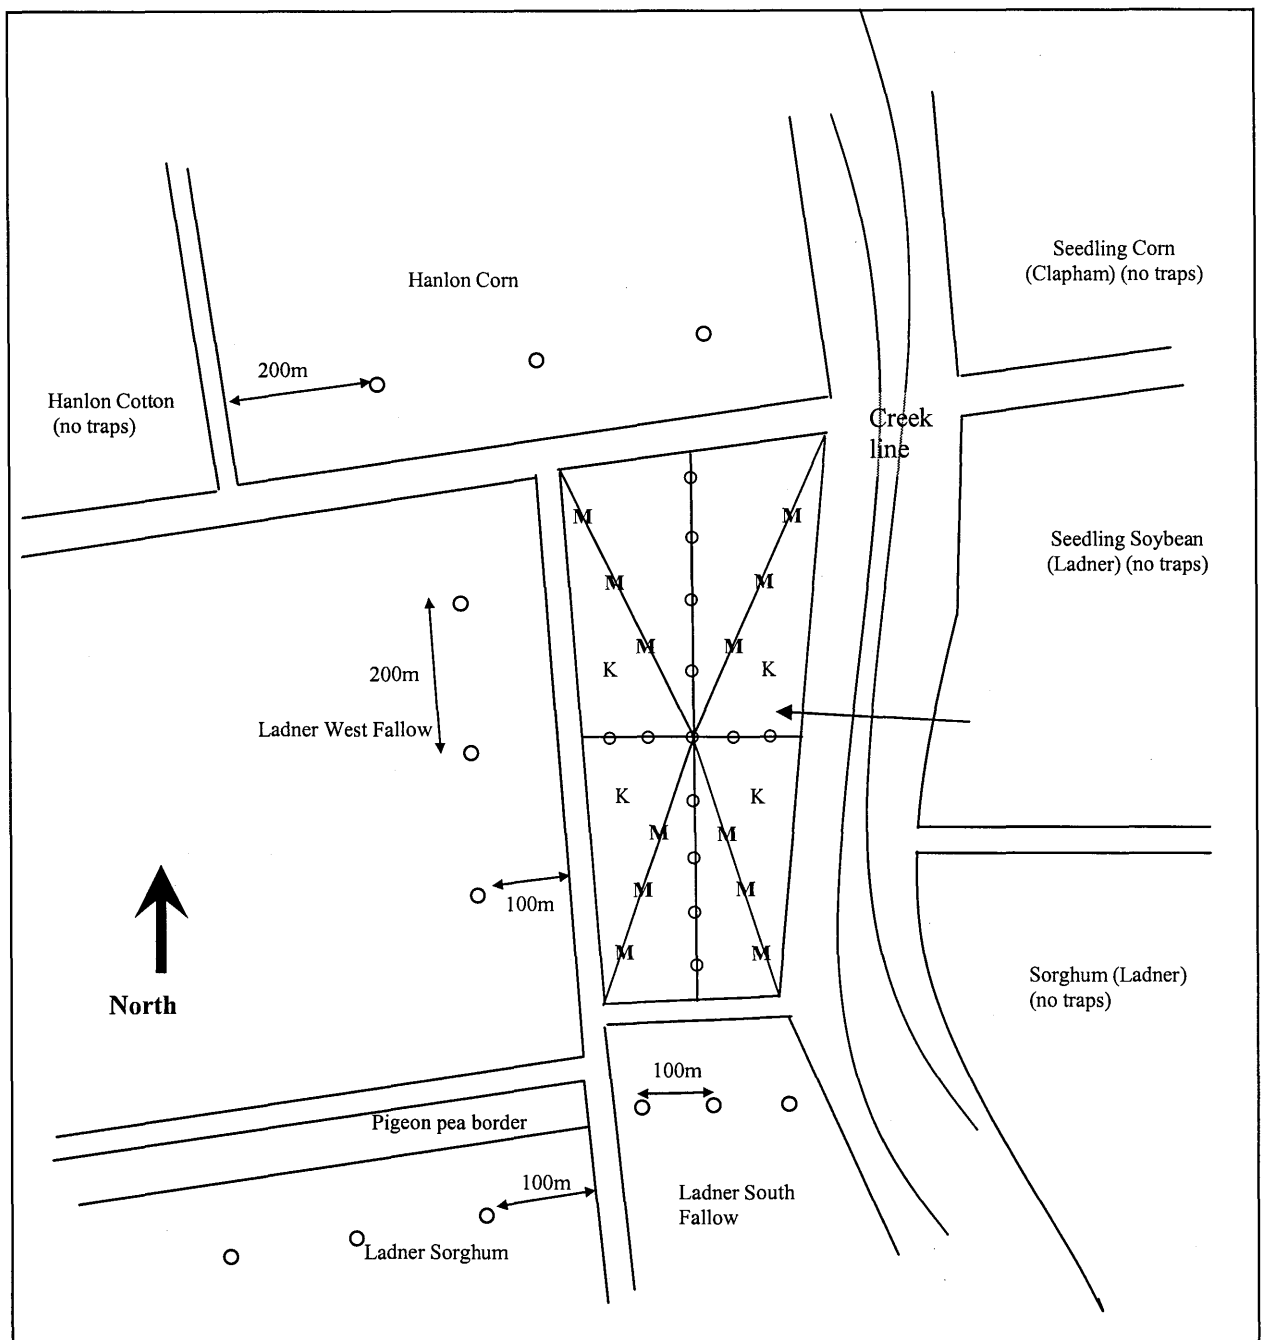 Seedling Corn
(Clapham) (no traps)
Hanlon Corn
200m
Hanlon Cotton
(no traps)
Creek
line
M
M
Seedling Soybean
(Ladner) (no traps)
M
M
M
M
K
K
200m
Ladner West Fallow
K
K
M
M
M
M
100m
M
M
North
Sorghum (Ladner)
(no traps)
100m
Pigeon pea border
100m
Ladner South
Fallow
Ladner Sorghum